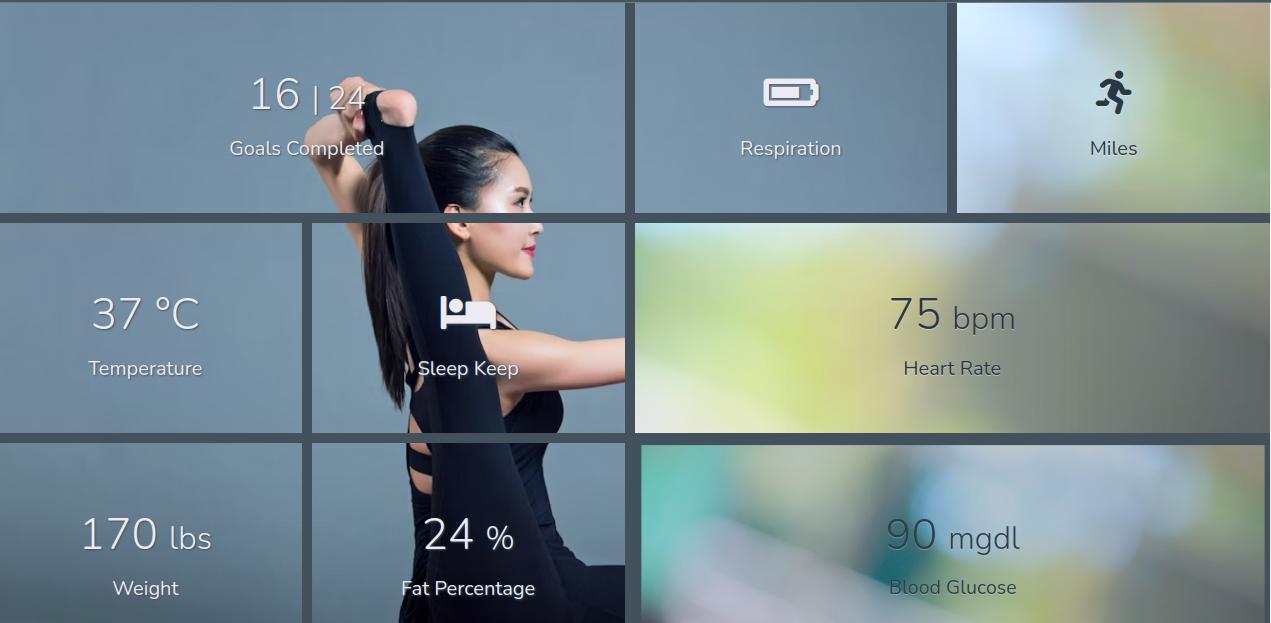 16 | 24
Goals Completed
Respiration
Miles
37 °C
Temperature
Sleep Keep
75 bpm
Heart Rate
170 lbs
Weight
24 %
Fat Percentage
90 mgdl
Blood Glucose